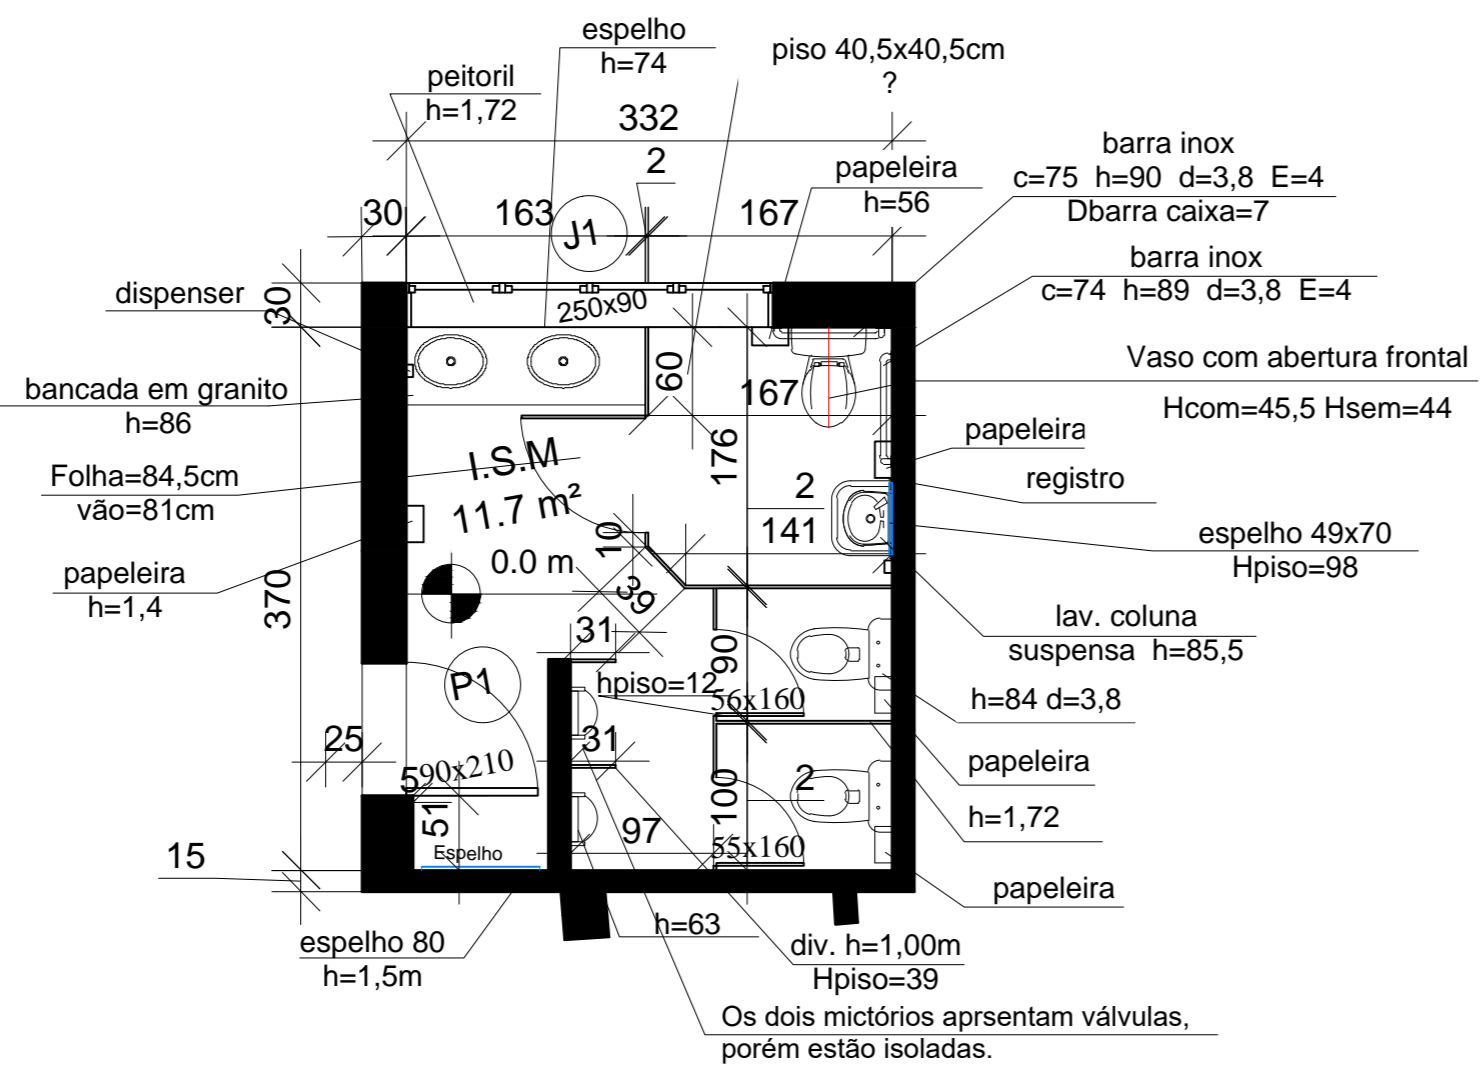 espelho
h=74
piso 40,5x40,5cm
?
peitoril
h=1,72
332
2
papeleira
h=56
barra inox
c=75 h=90 d=3,8 E=4
Dbarra caixa=7
30
163
J1
167
barra inox
c=74 h=89 d=3,8 E=4
dispenser
30
250x90
Vaso com abertura frontal
Hcom=45,5 Hsem=44
bancada em granito
h=86
60
167
papeleira
Folha=84,5cm
vão=81cm
I.S.M
11.7 m²
0.0 m
176
2
141
registro
10
39
espelho 49x70
Hpiso=98
papeleira
h=1,4
370
31
lav. coluna
suspensa h=85,5
P1
hpiso=12
90
56x160
h=84 d=3,8
25
31
590x210
papeleira
51
Espelho
97
100
2
55x160
h=1,72
15
papeleira
espelho 80
h=1,5m
h=63
div. h=1,00m
Hpiso=39
Os dois mictórios aprsentam válvulas,
porém estão isoladas.